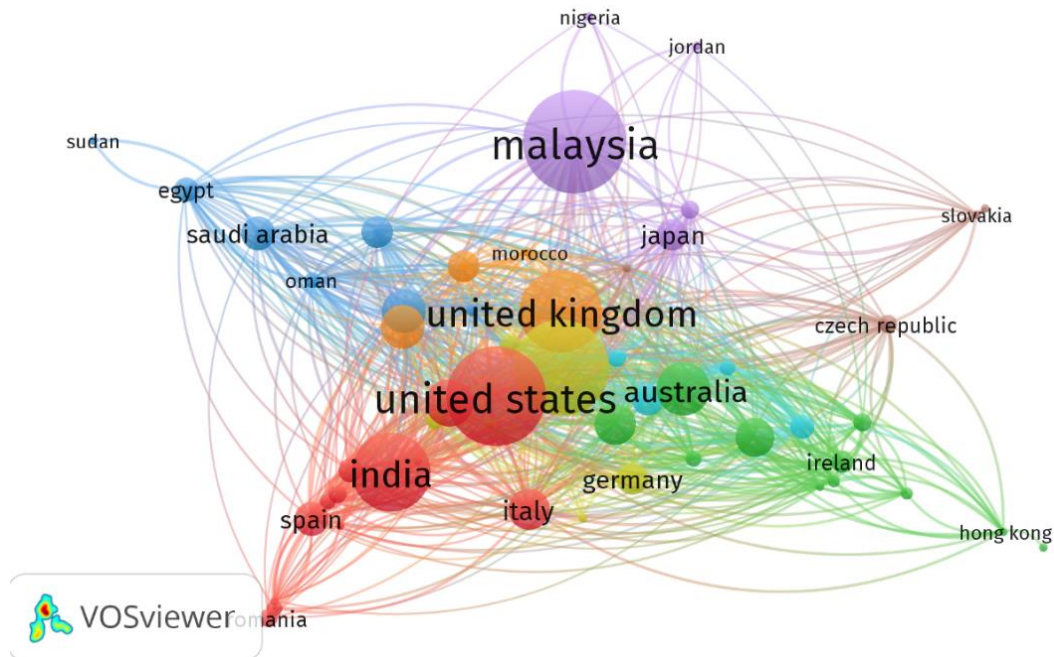 nigeria
jordan
sudan
malaysia
egypt
slovakia
saudi arabia
japan
morocco
oman
united kingdom
czech republic
united states
australia
india
ireland
germany
italy
spain
hong kong
VOSviewer
romania